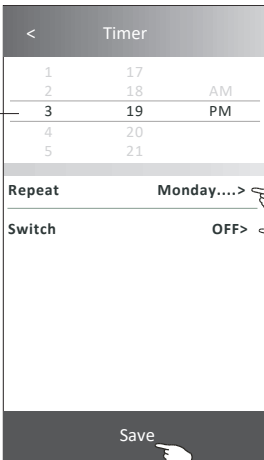 < Timer
1 17
2 18 AM
3 19 PM
4 20
5 21
Repeat Monday....>
Switch OFF>
Save